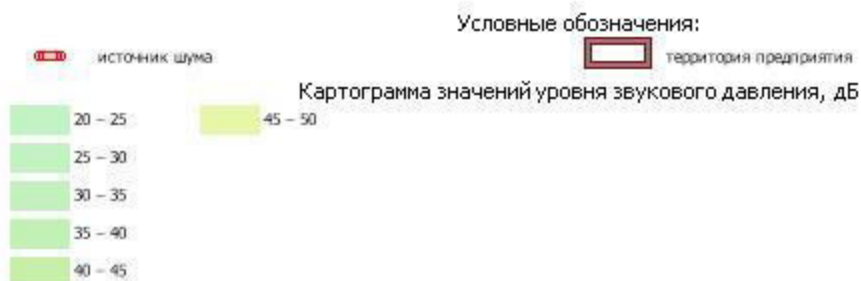 Условные обозначения:
источник шума
территория предприятия
Картограмма значений уровня звукового давления, дБ
20 – 25
45 – 50
25 – 30
30 – 35
35 – 40
40 – 45